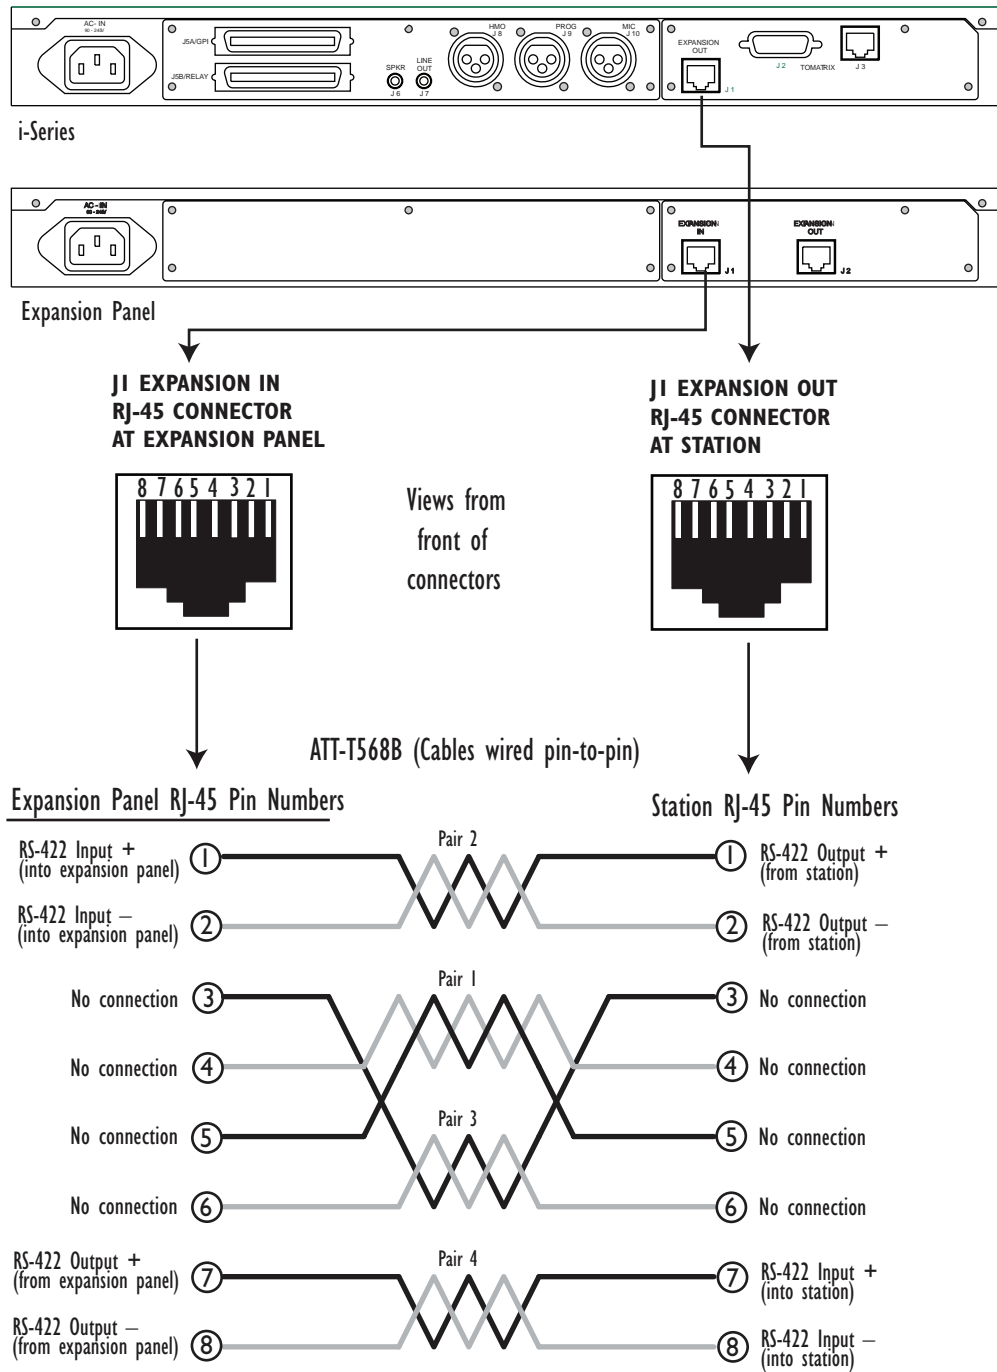 AC- IN
90 - 240V
J5A/GPI
J5B/RELAY
SPKR
J 6
LINE
OUT
J 7
HMO
J 8
PROG
J 9
MIC
J 10
EXPANSION
OUT
J 1
J 2
TOMATRIX
J 3
i-Series
AC - IN
90 - 240V
EXPANSION
IN
J 1
EXPANSION
OUT
J 2
Expansion Panel
J1 EXPANSION IN
RJ-45 CONNECTOR
AT EXPANSION PANEL
J1 EXPANSION OUT
RJ-45 CONNECTOR
AT STATION
8 7 6 5 4 3 2 1
Views from
front of
connectors
8 7 6 5 4 3 2 1
ATT-T568B (Cables wired pin-to-pin)
Expansion Panel RJ-45 Pin Numbers
Station RJ-45 Pin Numbers
RS-422 Input +
(into expansion panel)
1
Pair 2
1
RS-422 Output +
(from station)
RS-422 Input –
(into expansion panel)
2
2
RS-422 Output –
(from station)
No connection 3
Pair 1
3 No connection
No connection 4
4 No connection
No connection 5
Pair 3
5 No connection
No connection 6
6 No connection
RS-422 Output +
(from expansion panel)
7
Pair 4
7
RS-422 Input +
(into station)
RS-422 Output –
(from expansion panel)
8
8
RS-422 Input –
(into station)